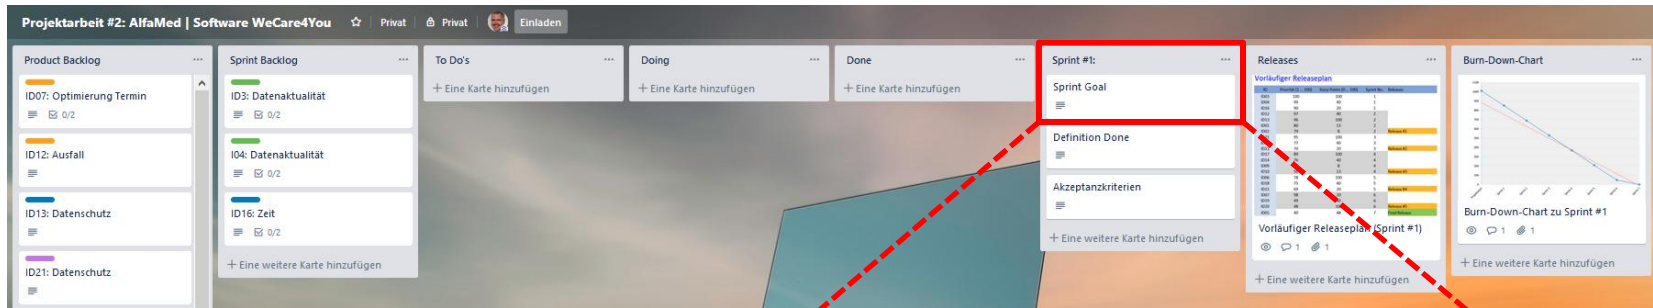 Projektarbeit #2: AlfaMed | Software WeCare4You
Privat
Privat
Einladen
Product Backlog
ID07: Optimierung Termin
0/2
ID12: Ausfall
ID13: Datenschutz
ID21: Datenschutz
Sprint Backlog
ID3: Datenaktualität
0/2
I04: Datenaktualität
0/2
ID16: Zeit
0/2
+ Eine weitere Karte hinzufügen
To Do's
+ Eine Karte hinzufügen
Doing
+ Eine Karte hinzufügen
Done
+ Eine Karte hinzufügen
Sprint #1:
Sprint Goal
Definition Done
Akzeptanzkriterien
+ Eine weitere Karte hinzufügen
Releases
Vorläufiger Releaseplan
Vorläufiger Releaseplan (Sprint #1)
1 1
+ Eine weitere Karte hinzufügen
Burn-Down-Chart
Burn-Down-Chart zu Sprint #1
1 1
+ Eine weitere Karte hinzufügen